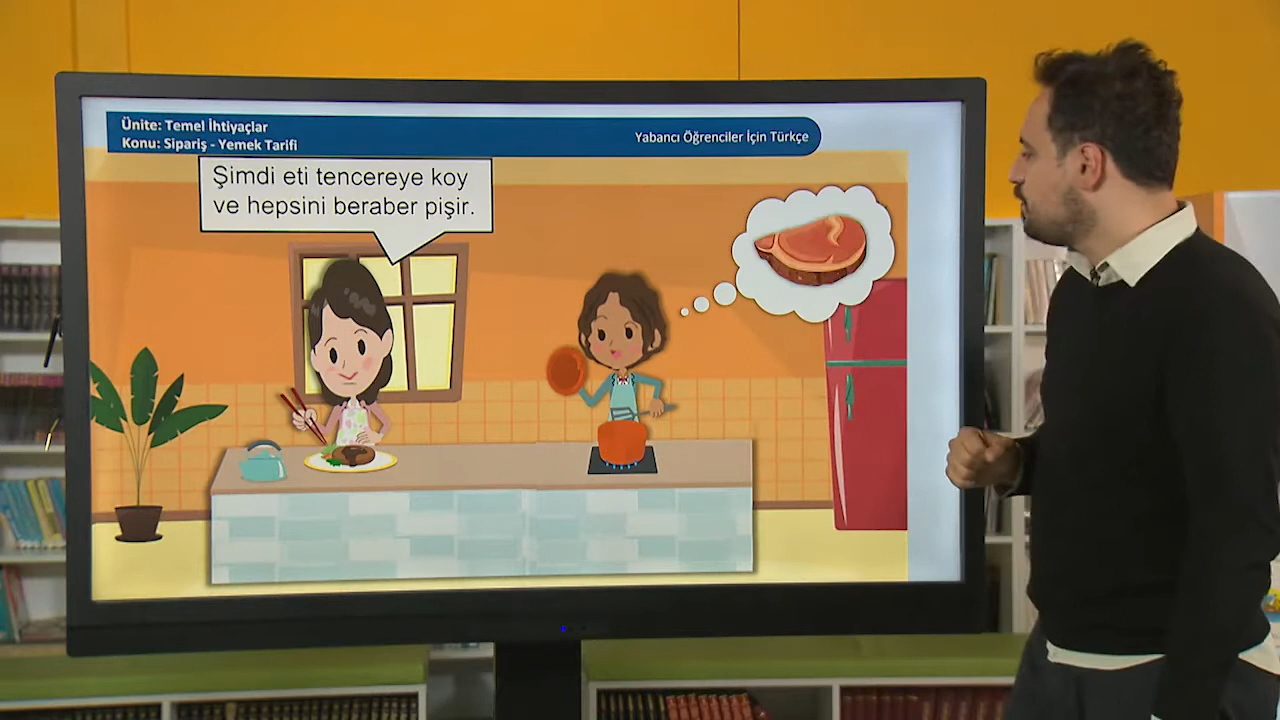 Ünite: Temel İhtiyaçlar
Konu: Sipariş - Yemek Tarifi
Yabancı Öğrenciler İçin Türkçe
Şimdi eti tencereye koy
ve hepsini beraber pişir.